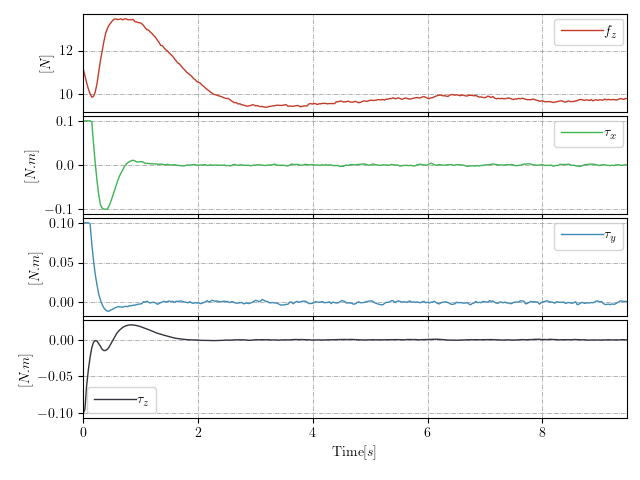 12
10
[N]
f_z
0.1
0.0
−0.1
[N.m]
τ_x
0.10
0.05
0.00
[N.m]
τ_y
0.00
−0.05
−0.10
[N.m]
τ_z
0 2 4 6 8
Time[s]